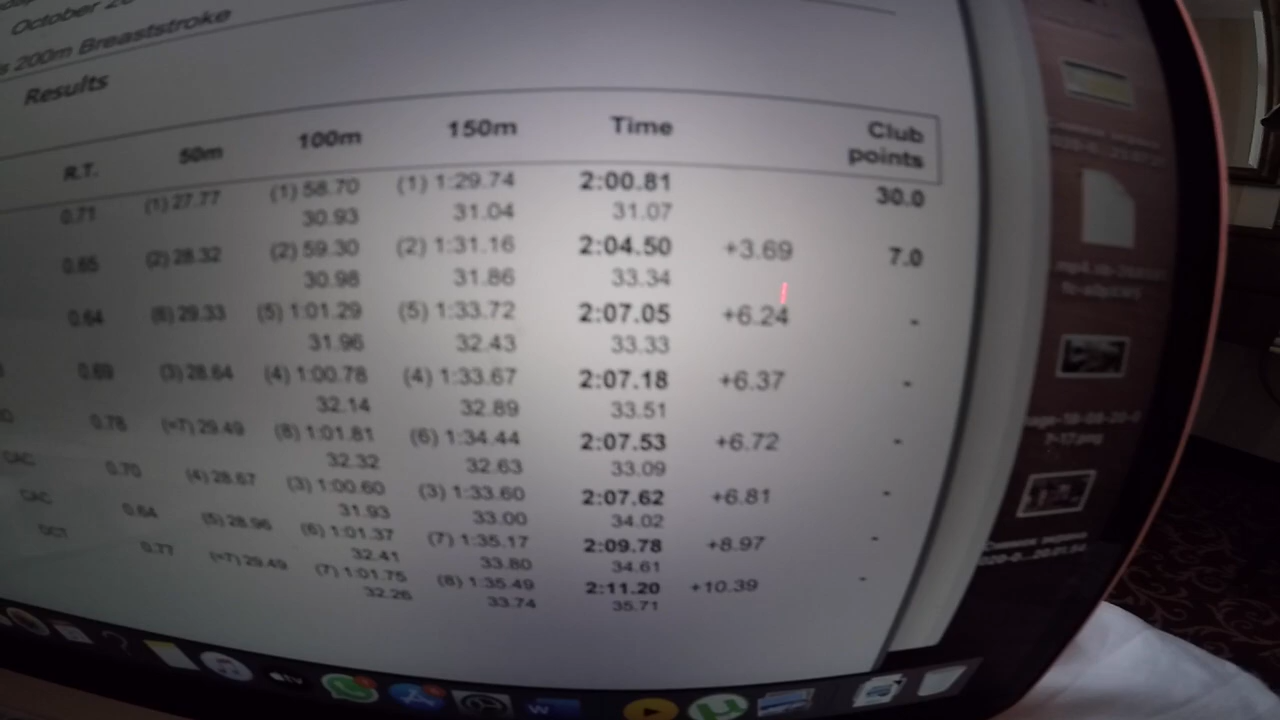 October
200m Breaststroke
Results
R.T. 50m 100m 150m Time Club
points
0.71 (1) 27.77 (1) 58.70 (1) 1:29.74 2:00.81 30.0
30.93 31.04 31.07
0.65 (2) 28.32 (2) 59.30 (2) 1:31.16 2:04.50 +3.69 7.0
30.98 31.86 33.34
0.64 (6) 29.33 (5) 1:01.29 (5) 1:33.72 2:07.05 +6.24 -
31.96 32.43 33.33
0.69 (3) 28.64 (4) 1:00.78 (4) 1:33.67 2:07.18 +6.37 -
32.14 32.89 33.51
0.78 (=7) 29.49 (8) 1:01.81 (6) 1:34.44 2:07.53 +6.72 -
32.32 32.63 33.09
CAC 0.70 (4) 28.67 (3) 1:00.60 (3) 1:33.60 2:07.62 +6.81 -
31.93 33.00 34.02
CAC 0.64 (5) 28.96 (6) 1:01.37 (7) 1:35.17 2:09.78 +8.97 -
32.41 33.80 34.61
0.77 (=7) 29.49 (7) 1:01.75 (8) 1:35.49 2:11.20 +10.39 -
32.26 33.74 35.71
tv
W